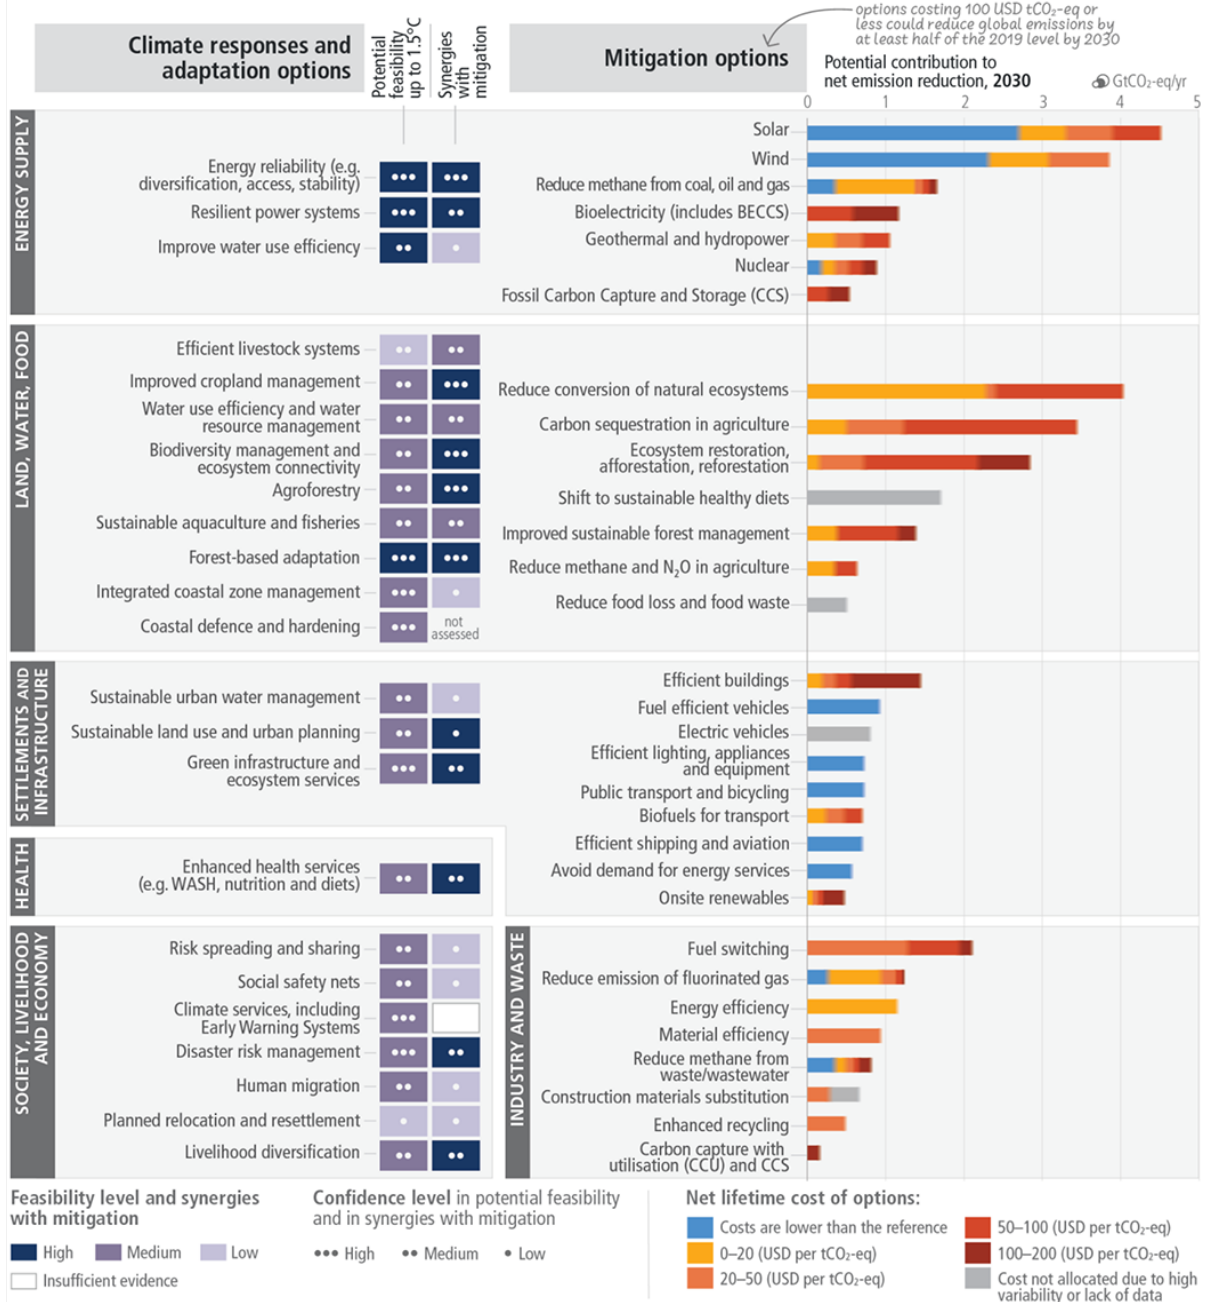 options costing 100 USD tCO₂-eq or
less could reduce global emissions by
at least half of the 2019 level by 2030
Climate responses and
adaptation options
Potential
feasibility
up to 1.5°C
Synergies
with
mitigation
Mitigation options
Potential contribution to
net emission reduction, 2030
GtCO₂-eq/yr
0 1 2 3 4 5
ENERGY SUPPLY
Energy reliability (e.g.
diversification, access, stability)
Resilient power systems
Improve water use efficiency
Solar
Wind
Reduce methane from coal, oil and gas
Bioelectricity (includes BECCS)
Geothermal and hydropower
Nuclear
Fossil Carbon Capture and Storage (CCS)
LAND, WATER, FOOD
Efficient livestock systems
Improved cropland management
Water use efficiency and water
resource management
Biodiversity management and
ecosystem connectivity
Agroforestry
Sustainable aquaculture and fisheries
Forest-based adaptation
Integrated coastal zone management
Coastal defence and hardening
not
assessed
Reduce conversion of natural ecosystems
Carbon sequestration in agriculture
Ecosystem restoration,
afforestation, reforestation
Shift to sustainable healthy diets
Improved sustainable forest management
Reduce methane and N₂O in agriculture
Reduce food loss and food waste
SETTLEMENTS AND
INFRASTRUCTURE
Sustainable urban water management
Sustainable land use and urban planning
Green infrastructure and
ecosystem services
Efficient buildings
Fuel efficient vehicles
Electric vehicles
Efficient lighting, appliances
and equipment
Public transport and bicycling
Biofuels for transport
Efficient shipping and aviation
Avoid demand for energy services
Onsite renewables
HEALTH
Enhanced health services
(e.g. WASH, nutrition and diets)
SOCIETY, LIVELIHOOD
AND ECONOMY
Risk spreading and sharing
Social safety nets
Climate services, including
Early Warning Systems
Disaster risk management
Human migration
Planned relocation and resettlement
Livelihood diversification
INDUSTRY AND WASTE
Fuel switching
Reduce emission of fluorinated gas
Energy efficiency
Material efficiency
Reduce methane from
waste/wastewater
Construction materials substitution
Enhanced recycling
Carbon capture with
utilisation (CCU) and CCS
0 1 2 3 4 5
Feasibility level and synergies
with mitigation
High Medium Low
Insufficient evidence
Confidence level in potential feasibility
and in synergies with mitigation
High Medium Low
Net lifetime cost of options:
Costs are lower than the reference
0–20 (USD per tCO₂-eq)
20–50 (USD per tCO₂-eq)
50–100 (USD per tCO₂-eq)
100–200 (USD per tCO₂-eq)
Cost not allocated due to high
variability or lack of data